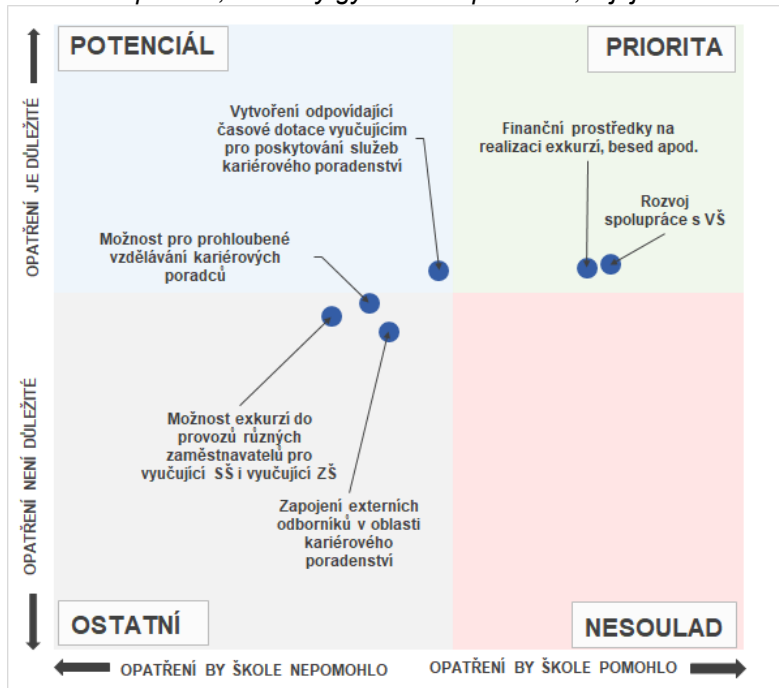 POTENCIÁL
PRIORITA
Vytvoření odpovídající
časové dotace vyučujícím
pro poskytování služeb
kariérového poradenství
Finanční prostředky na
realizaci exkurzí, besed apod.
Rozvoj
spolupráce s VŠ
Možnost pro prohloubené
vzdělávání kariérových
poradců
OPATŘENÍ JE DŮLEŽITÉ
OPATŘENÍ NENÍ DŮLEŽITÉ
Možnost exkurzí do
provozů různých
zaměstnavatelů pro
vyučující SŠ i vyučující ZŠ
Zapojení externích
odborníků v oblasti
kariérového
poradenství
OSTATNÍ
NESOULAD
OPATŘENÍ BY ŠKOLE NEPOMOHLO
OPATŘENÍ BY ŠKOLE POMOHLO